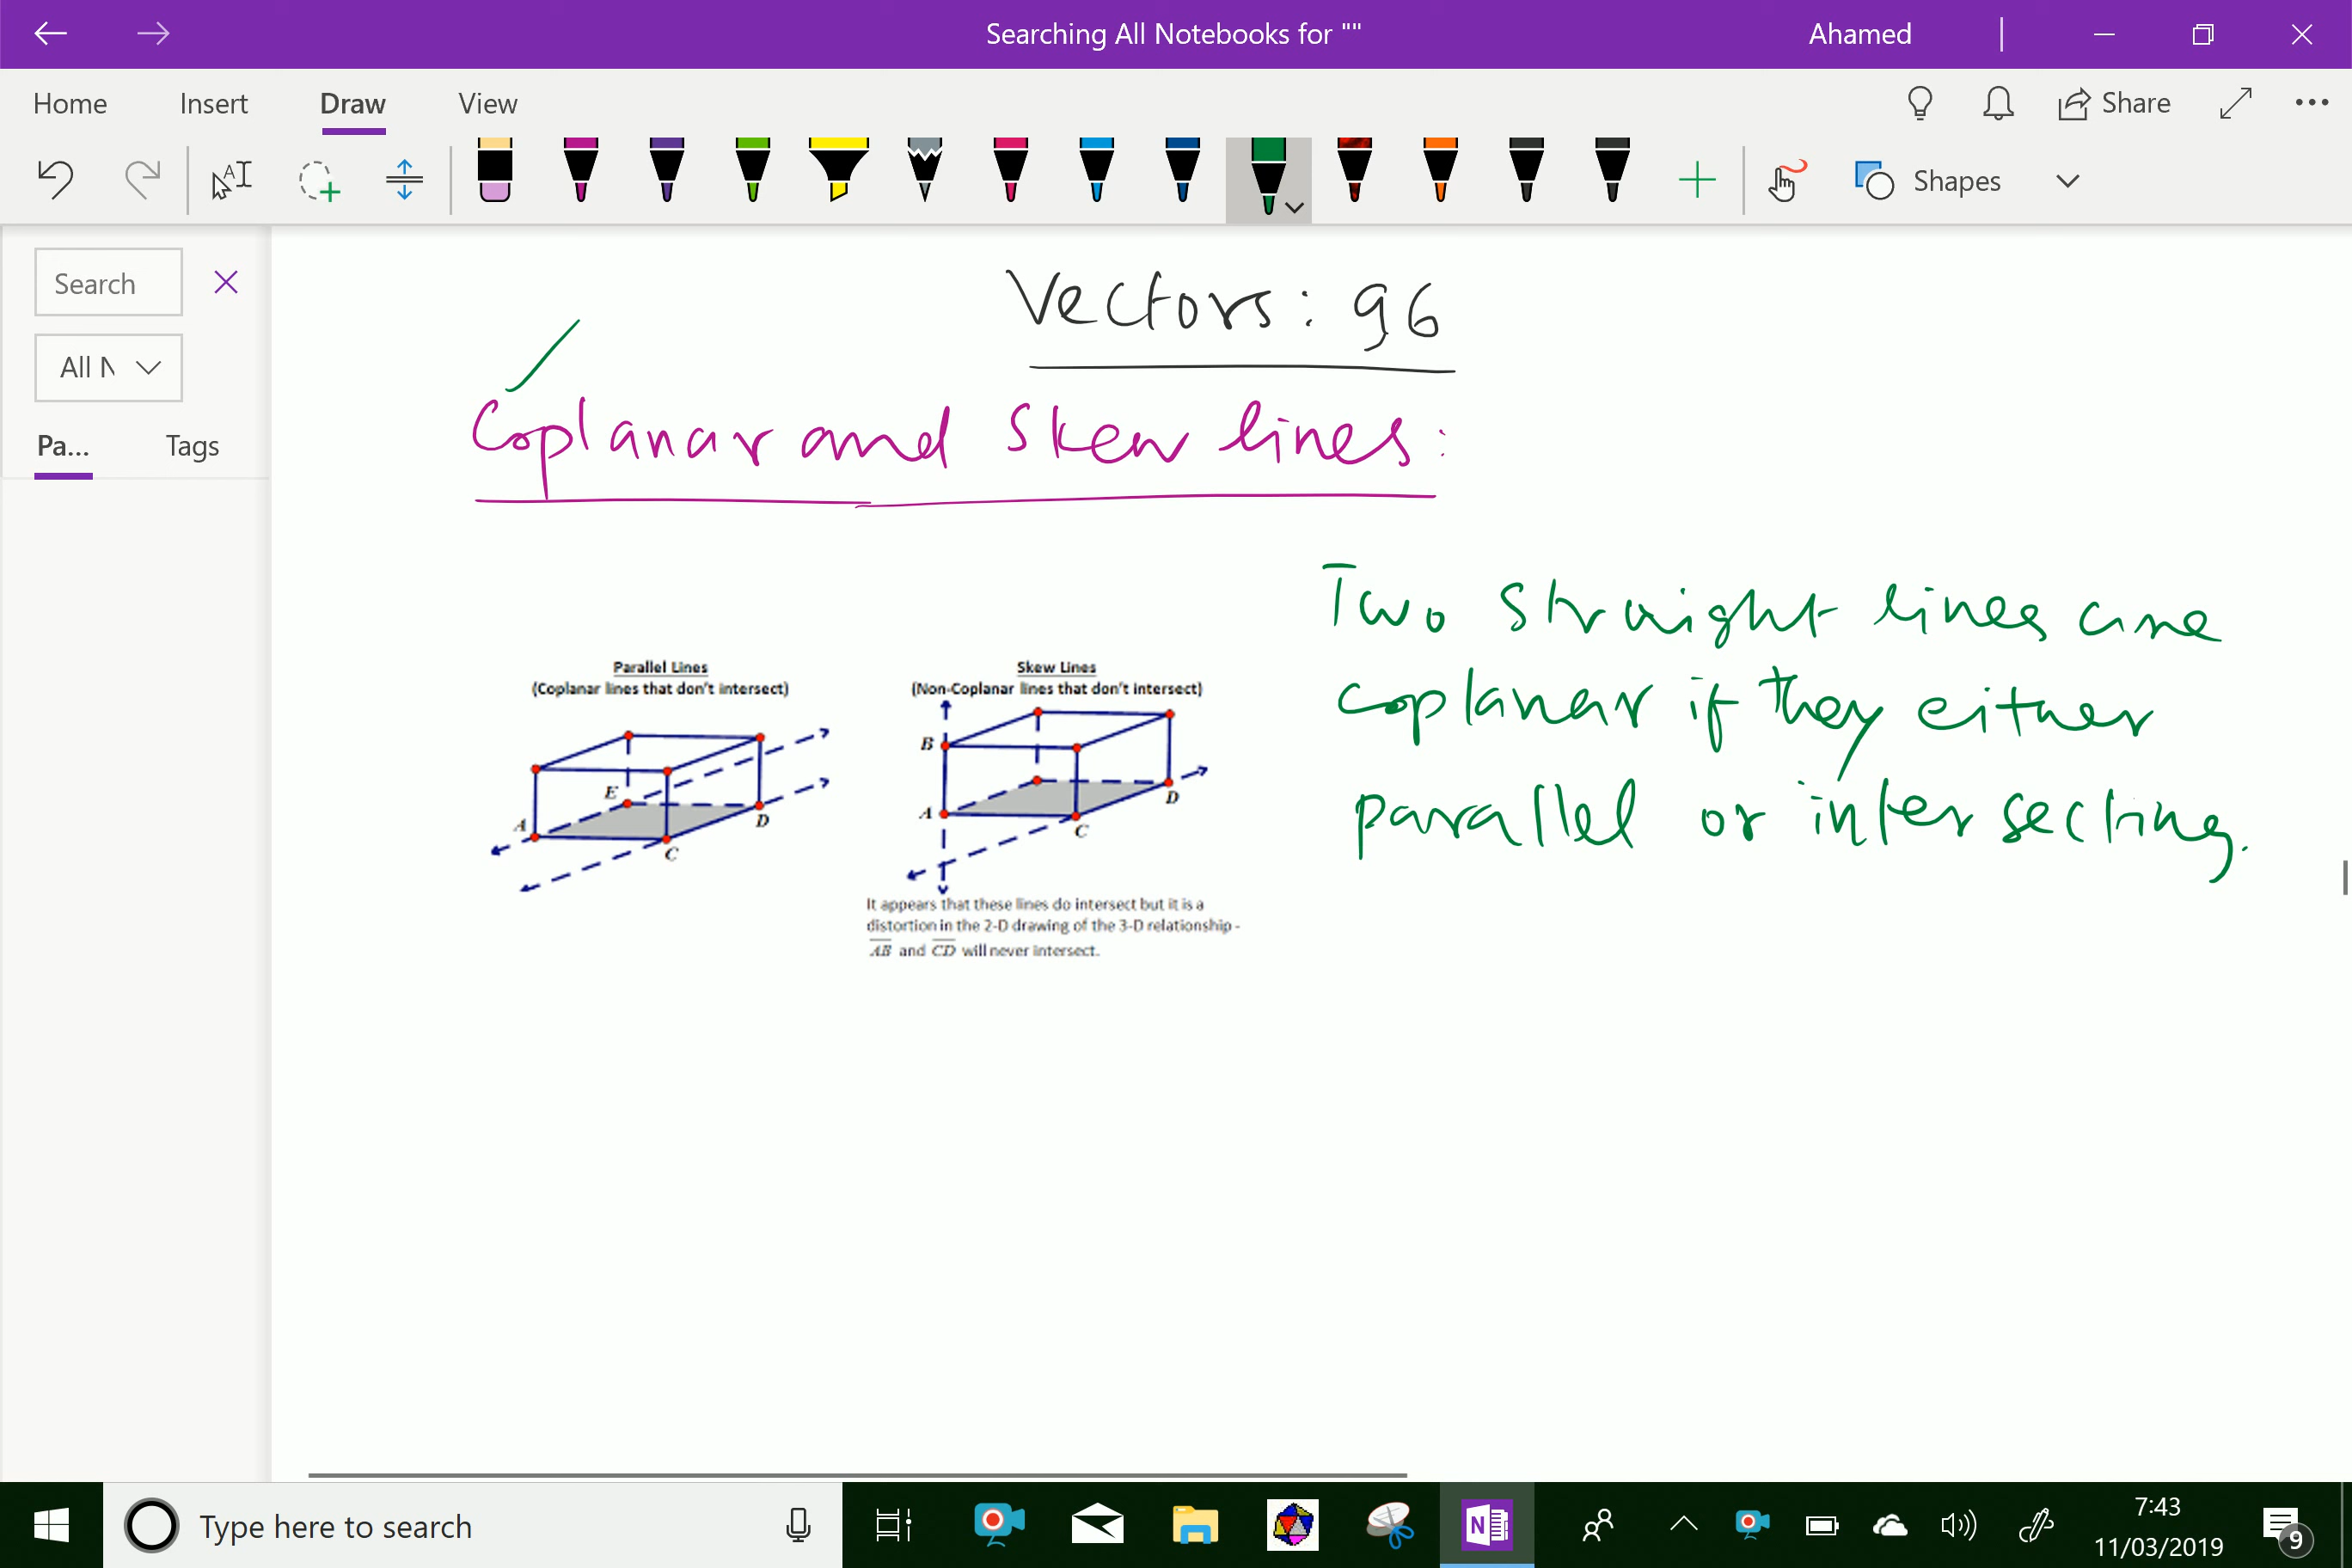 Searching All Notebooks for ""
Ahamed
Home Insert Draw View
Share
Shapes
Search
All N
Pa... Tags
Vectors: 96
Coplanar and Skew lines:
Two straight lines are
coplanar if they either
parallel or intersecting.
Parallel Lines
(Coplanar lines that don't intersect)
E
A
D
C
Skew Lines
(Non-Coplanar lines that don't intersect)
B
A
D
C
It appears that these lines do intersect but it is a
distortion in the 2-D drawing of the 3-D relationship -
AB and CD will never intersect.
Type here to search
N
7:43
11/03/2019
9